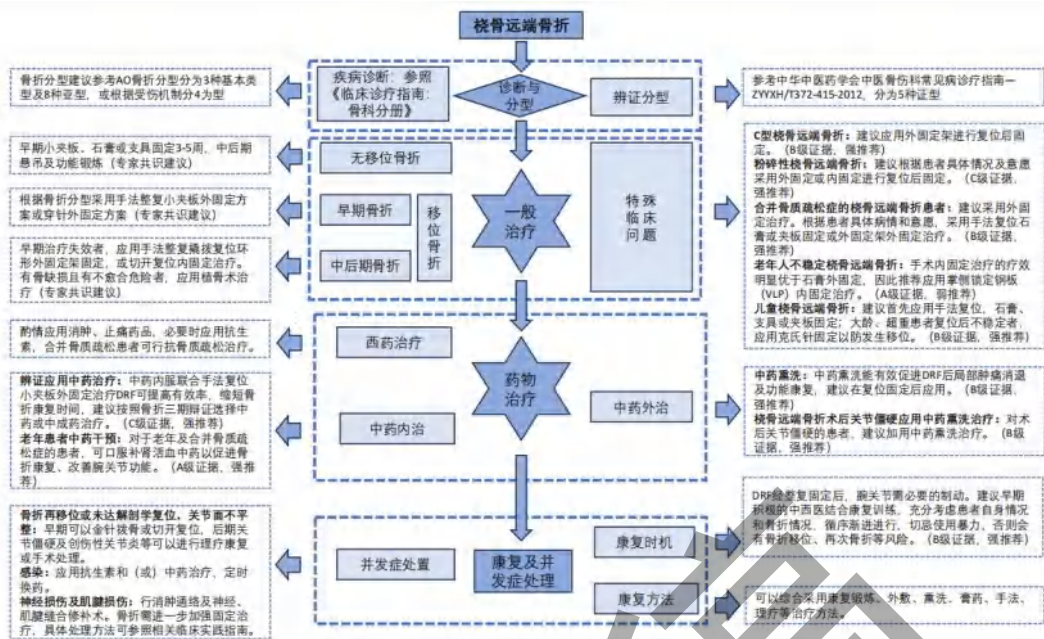 桡骨远端骨折
骨折分型建议参考AO骨折分型分为3种基本类
型及8种亚型，或根据受伤机制分4为型
疾病诊断：参照
《临床诊疗指南：
骨科分册》
诊断与
分型
辨证分型
参考中华中医药学会中医骨伤科常见病诊疗指南—
ZYYXH/T372-415-2012，分为5种证型
早期小夹板、石膏或支具固定3-5周，中后期
悬吊及功能锻炼（专家共识建议）
无移位骨折
根据骨折分型采用手法整复小夹板外固定方
案或穿针外固定方案（专家共识建议）
早期骨折
早期治疗失效者，应用手法整复撬拨复位环
形外固定架固定，或切开复位内固定治疗。
有骨缺损且有不愈合危险者，应用植骨术治
疗（专家共识建议）
中后期骨折
移位骨折
一般
治疗
特殊
临床
问题
C型桡骨远端骨折：建议应用外固定架进行复位后固
定。（B级证据，强推荐）
粉碎性桡骨远端骨折：建议根据患者具体情况及意愿
采用外固定或内固定进行复位后固定。（C级证据，
强推荐）
合并骨质疏松症的桡骨远端骨折患者：建议采用外固
定治疗。根据患者具体病情和意愿，采用手法复位石
膏或夹板固定或外固定架外固定治疗。（B级证据，
强推荐）
老年人不稳定桡骨远端骨折：手术内固定治疗的疗效
明显优于石膏外固定，因此推荐应用掌侧锁定钢板
（VLP）内固定治疗。（A级证据，弱推荐）
儿童桡骨远端骨折：建议首先应用手法复位，石膏、
支具或夹板固定；大龄、超重患者复位后不稳定者，
应用克氏针固定以防发生移位。（B级证据，强推荐）
酌情应用消肿、止痛药品，必要时应用抗生
素，合并骨质疏松患者可行抗骨质疏松治疗。
西药治疗
辨证应用中药治疗：中药内服联合手法复位
小夹板外固定治疗DRF可提高有效率，缩短骨
折康复时间，建议按照骨折三期辩证选择中
药或中成药治疗。（C级证据，强推荐）
老年患者中药干预：对于老年及合并骨质疏
松症的患者，可口服补肾活血中药以促进骨
折康复、改善腕关节功能。（A级证据、强推
荐）
中药内治
药物
治疗
中药外治
中药熏洗：中药熏洗能有效促进DRF后局部肿痛消退
及功能康复，建议在复位固定后应用。（B级证据，
强推荐）
桡骨远端骨折术后关节僵硬应用中药熏洗治疗：对术
后关节僵硬的患者，建议加用中药熏洗治疗。（B级
证据，强推荐）
骨折再移位或未达解剖学复位，关节面不平
整：早期可以金针拨骨或切开复位，后期关
节僵硬及创伤性关节炎等可以进行理疗康复
或手术处理。
感染：应用抗生素和（或）中药治疗，定时
换药。
神经损伤及肌腱损伤：行消肿通络及神经、
肌腱缝合修补术。骨折需进一步加强固定治
疗，具体处理方法可参照相关临床实践指南。
并发症处置
康复及并
发症处理
康复时机
DRF经整复固定后，腕关节需必要的制动。建议早期
积极的中西医结合康复训练，充分考虑患者自身情况
和骨折情况，循序渐进进行，切忌使用暴力，否则会
有骨折移位、再次骨折等风险。（B级证据，强推荐）
康复方法
可以综合采用康复锻炼、外敷、熏洗、膏药、手法、
理疗等治疗方法。